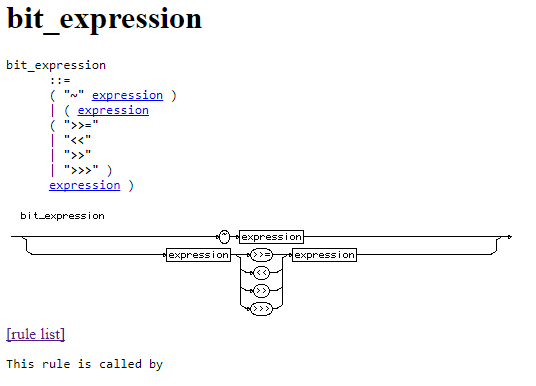 bit_expression
bit_expression
::=
( "~" expression )
| ( expression
( ">>="
| "<<"
| ">>"
| ">>>" )
expression )
bit_expression
~ expression
expression >>= expression
<<
>>
>>>
[rule list]
This rule is called by